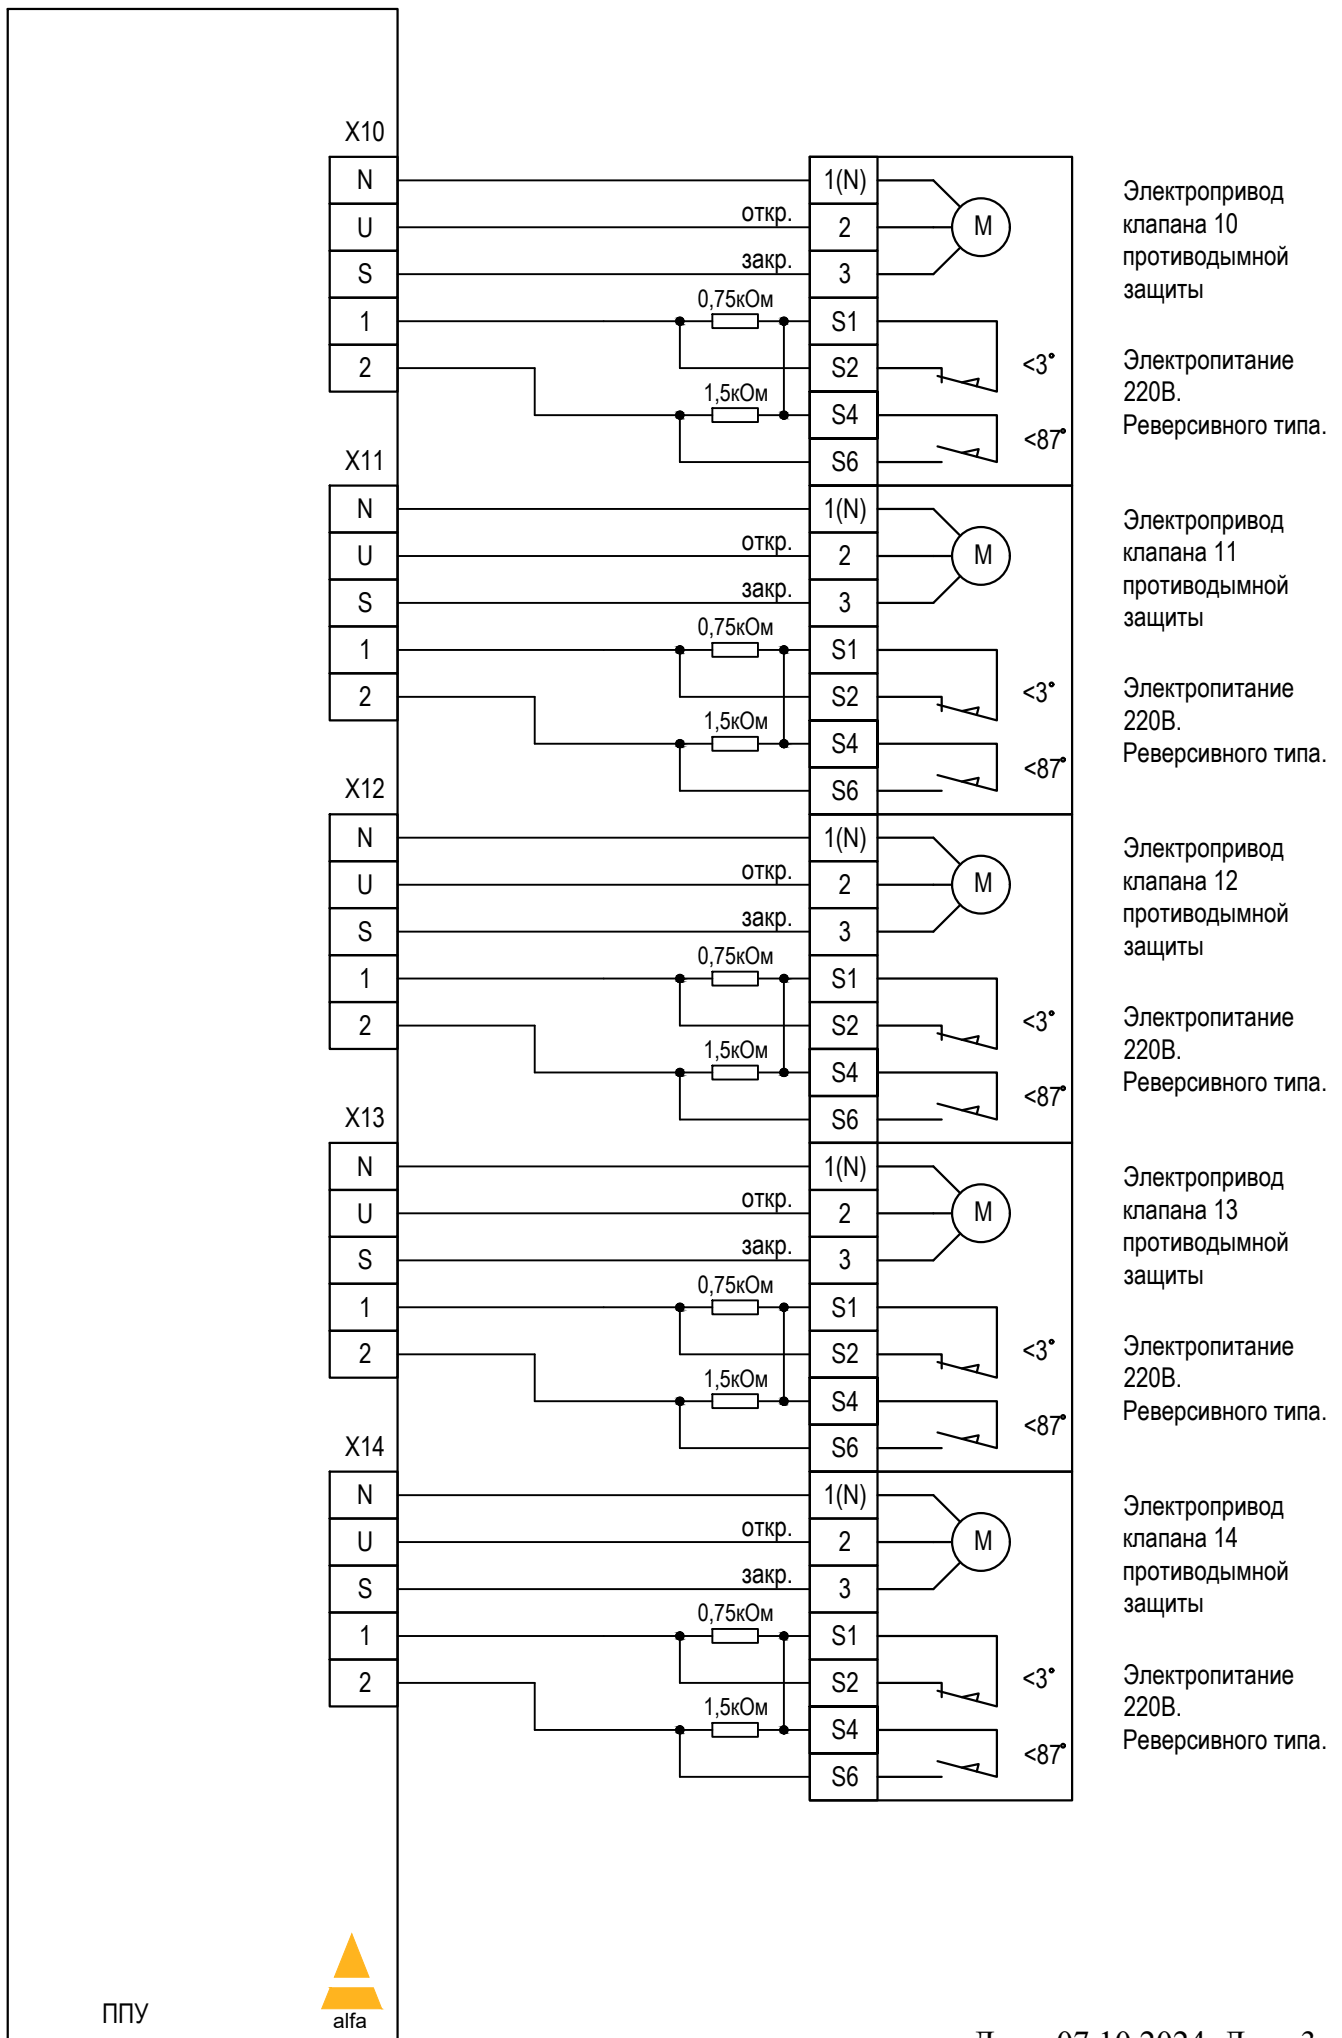 X10
N 1(N)
U откр. 2 M
S закр. 3
0,75кОм
1 S1
2 S2 <3°
1,5кОм
S4
<87°
S6
Электропривод
клапана 10
противодымной
защиты
Электропитание
220В.
Реверсивного типа.
X11
N 1(N)
U откр. 2 M
S закр. 3
0,75кОм
1 S1
2 S2 <3°
1,5кОм
S4
<87°
S6
Электропривод
клапана 11
противодымной
защиты
Электропитание
220В.
Реверсивного типа.
X12
N 1(N)
U откр. 2 M
S закр. 3
0,75кОм
1 S1
2 S2 <3°
1,5кОм
S4
<87°
S6
Электропривод
клапана 12
противодымной
защиты
Электропитание
220В.
Реверсивного типа.
X13
N 1(N)
U откр. 2 M
S закр. 3
0,75кОм
1 S1
2 S2 <3°
1,5кОм
S4
<87°
S6
Электропривод
клапана 13
противодымной
защиты
Электропитание
220В.
Реверсивного типа.
X14
N 1(N)
U откр. 2 M
S закр. 3
0,75кОм
1 S1
2 S2 <3°
1,5кОм
S4
<87°
S6
Электропривод
клапана 14
противодымной
защиты
Электропитание
220В.
Реверсивного типа.
ППУ
alfa
07.10.2024